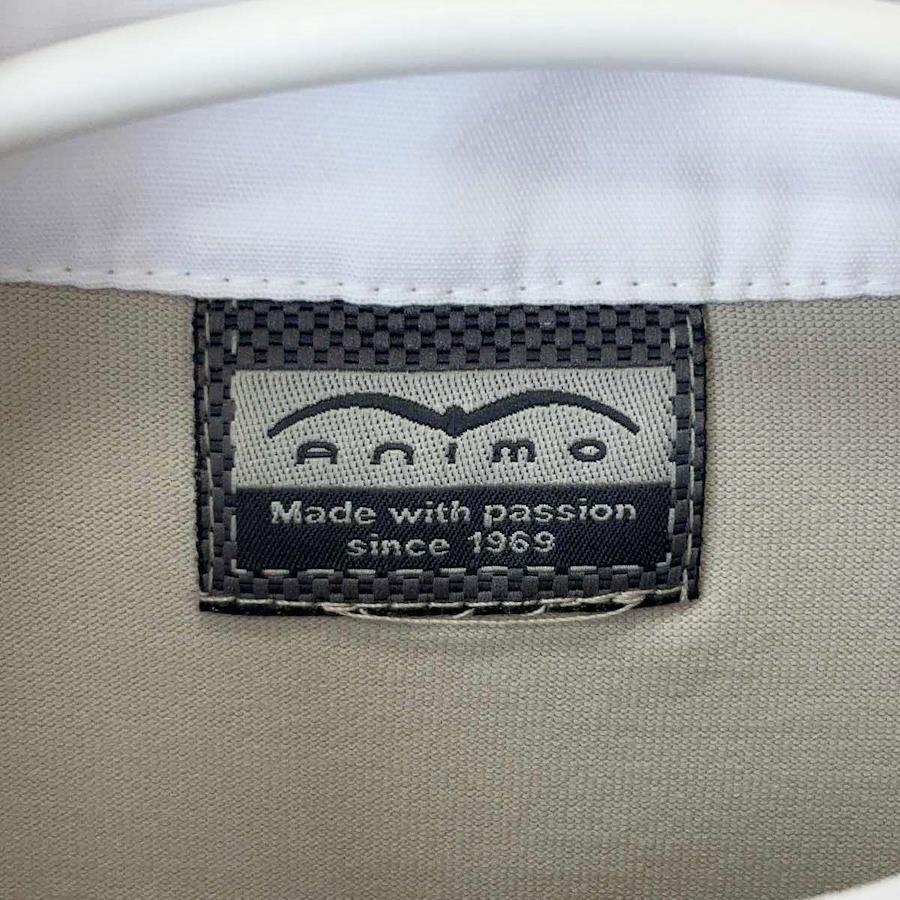 Animo
Made with passion
since 1969